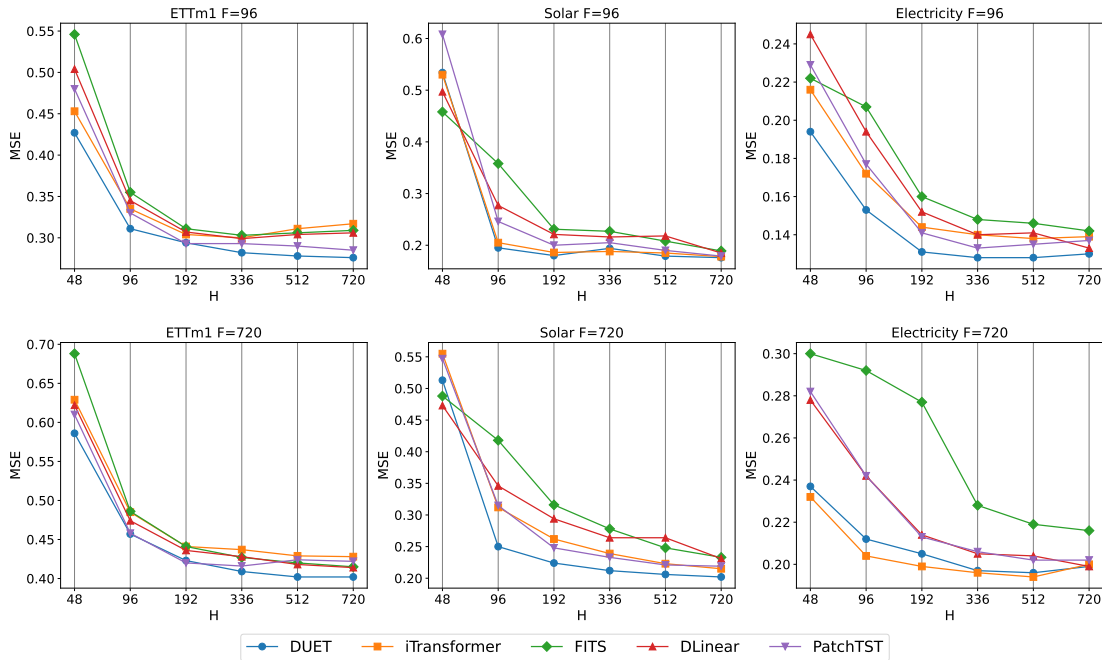 ETTm1 F=96
MSE
0.55
0.50
0.45
0.40
0.35
0.30
48 96 192 336 512 720
H
Solar F=96
MSE
0.6
0.5
0.4
0.3
0.2
48 96 192 336 512 720
H
Electricity F=96
MSE
0.24
0.22
0.20
0.18
0.16
0.14
48 96 192 336 512 720
H
ETTm1 F=720
MSE
0.70
0.65
0.60
0.55
0.50
0.45
0.40
48 96 192 336 512 720
H
Solar F=720
MSE
0.55
0.50
0.45
0.40
0.35
0.30
0.25
0.20
48 96 192 336 512 720
H
Electricity F=720
MSE
0.30
0.28
0.26
0.24
0.22
0.20
48 96 192 336 512 720
H
DUET iTransformer FITS DLinear PatchTST